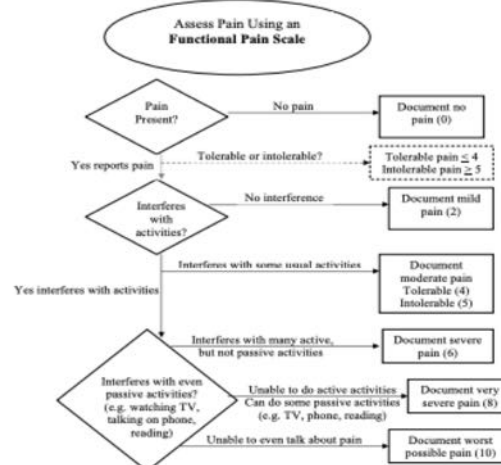 Assess Pain Using an
Functional Pain Scale
Pain
Present?
No pain
Document no
pain (0)
Yes reports pain
Tolerable or intolerable?
Tolerable pain ≤ 4
Intolerable pain ≥ 5
Interferes
with
activities?
No interference
Document mild
pain (2)
Interferes with some usual activities
Document
moderate pain
Tolerable (4)
Intolerable (5)
Yes interferes with activities
Interferes with many active,
but not passive activities
Document severe
pain (6)
Interferes with even
passive activities?
(e.g. watching TV,
talking on phone,
reading)
Unable to do active activities
Can do some passive activities
(e.g. TV, phone, reading)
Document very
severe pain (8)
Unable to even talk about pain
Document worst
possible pain (10)